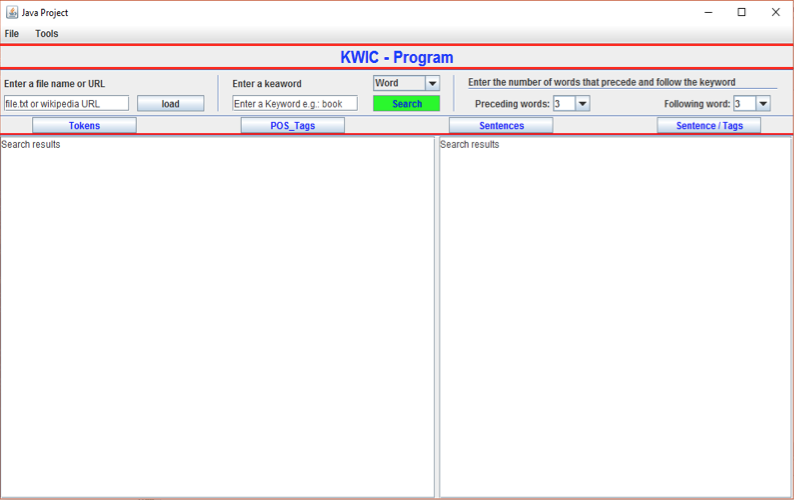 Java Project
File Tools
KWIC - Program
Enter a file name or URL
Enter a keaword
Word
Enter the number of words that precede and follow the keyword
file.txt or wikipedia URL
load
Enter a Keyword e.g.: book
Search
Preceding words: 3
Following word: 3
Tokens
POS_Tags
Sentences
Sentence / Tags
Search results
Search results